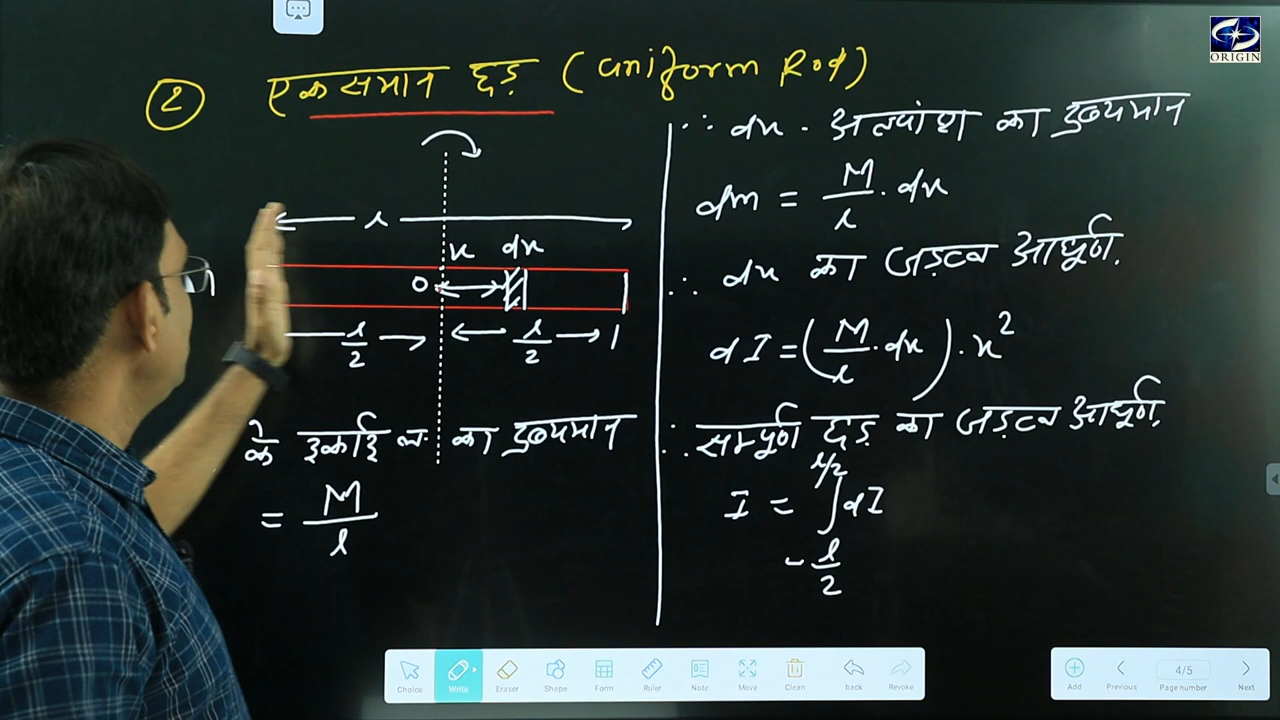 ② एकसमान छड़ (uniform Rod)
l
x dx
O
l/2 l/2
के इकाई ल॰ का द्रव्यमान
= M/l
∵ dx - अल्पांश का द्रव्यमान
dm = M/l · dx
∴ dx का जड़त्व आघूर्ण.
dI = (M/l · dx) · x²
∴ सम्पूर्ण छड़ का जड़त्व आघूर्ण.
l/2
I = ∫dI
- l/2
ORIGIN
Choice Write Eraser Shape Form Ruler Note Move Clean back Revoke
Add Previous 4/5 Page number Next